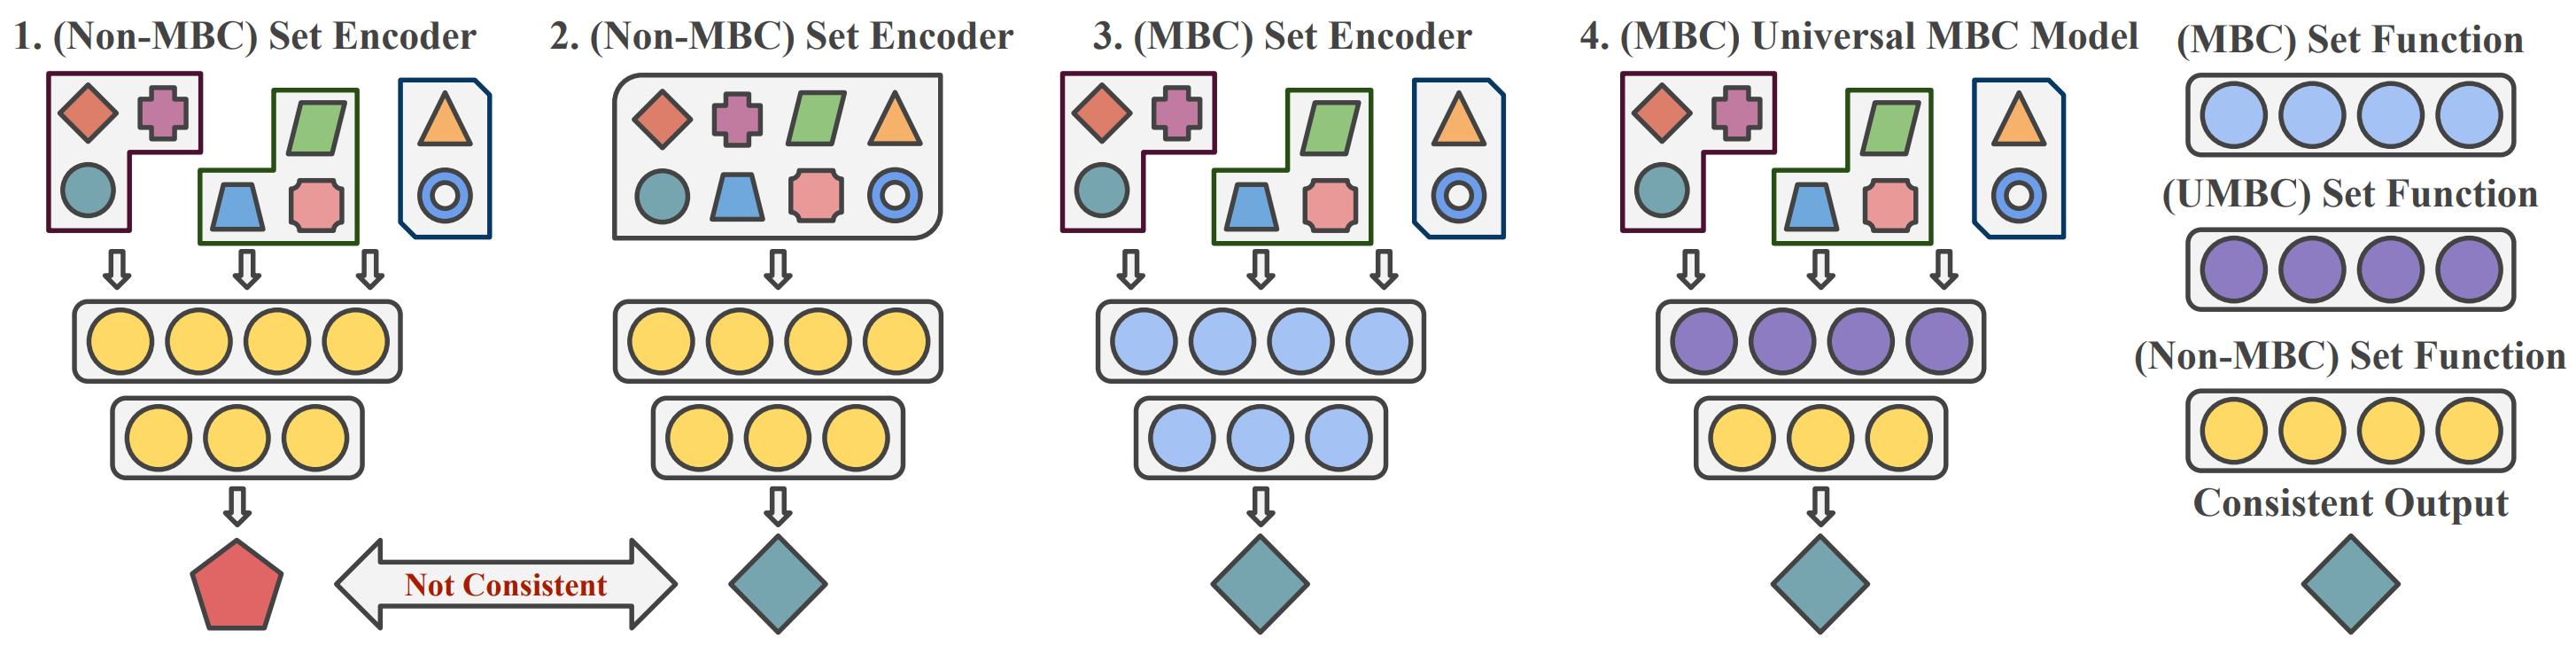 1. (Non-MBC) Set Encoder
2. (Non-MBC) Set Encoder
3. (MBC) Set Encoder
4. (MBC) Universal MBC Model
(MBC) Set Function
(UMBC) Set Function
(Non-MBC) Set Function
Consistent Output
Not Consistent